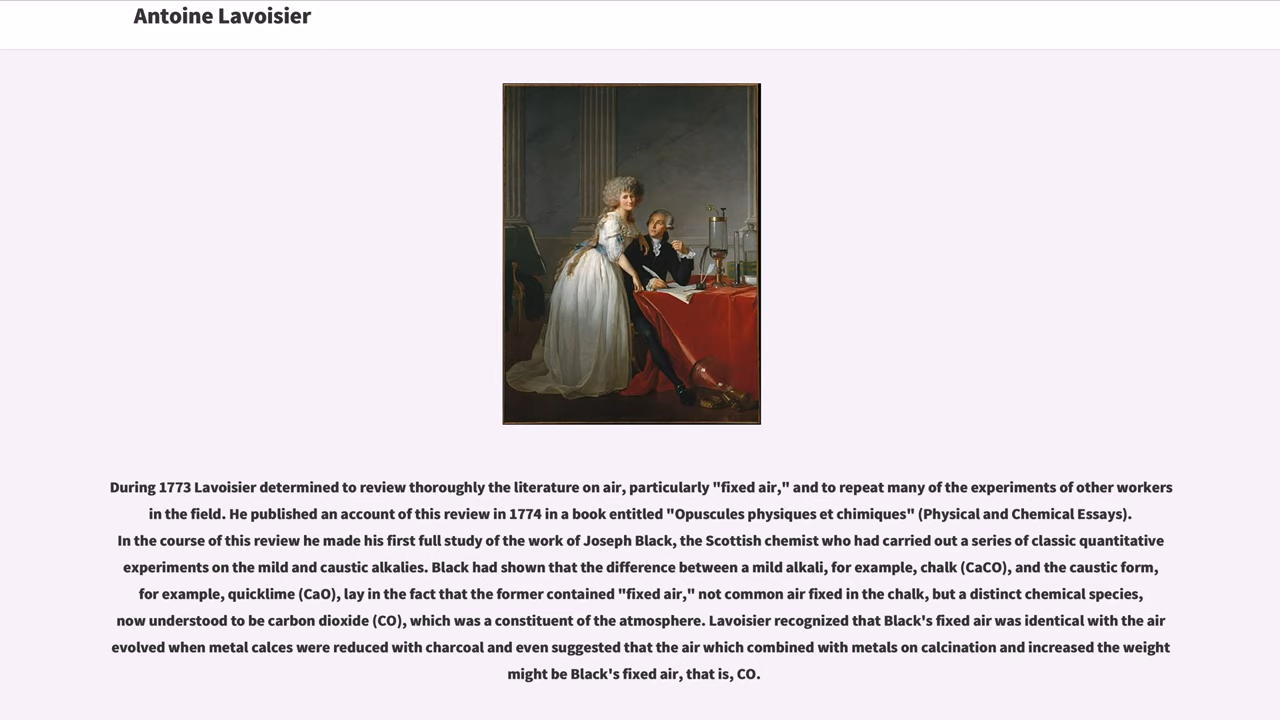 Antoine Lavoisier
During 1773 Lavoisier determined to review thoroughly the literature on air, particularly "fixed air," and to repeat many of the experiments of other workers
in the field. He published an account of this review in 1774 in a book entitled "Opuscules physiques et chimiques" (Physical and Chemical Essays).
In the course of this review he made his first full study of the work of Joseph Black, the Scottish chemist who had carried out a series of classic quantitative
experiments on the mild and caustic alkalies. Black had shown that the difference between a mild alkali, for example, chalk (CaCO), and the caustic form,
for example, quicklime (CaO), lay in the fact that the former contained "fixed air," not common air fixed in the chalk, but a distinct chemical species,
now understood to be carbon dioxide (CO), which was a constituent of the atmosphere. Lavoisier recognized that Black's fixed air was identical with the air
evolved when metal calces were reduced with charcoal and even suggested that the air which combined with metals on calcination and increased the weight
might be Black's fixed air, that is, CO.